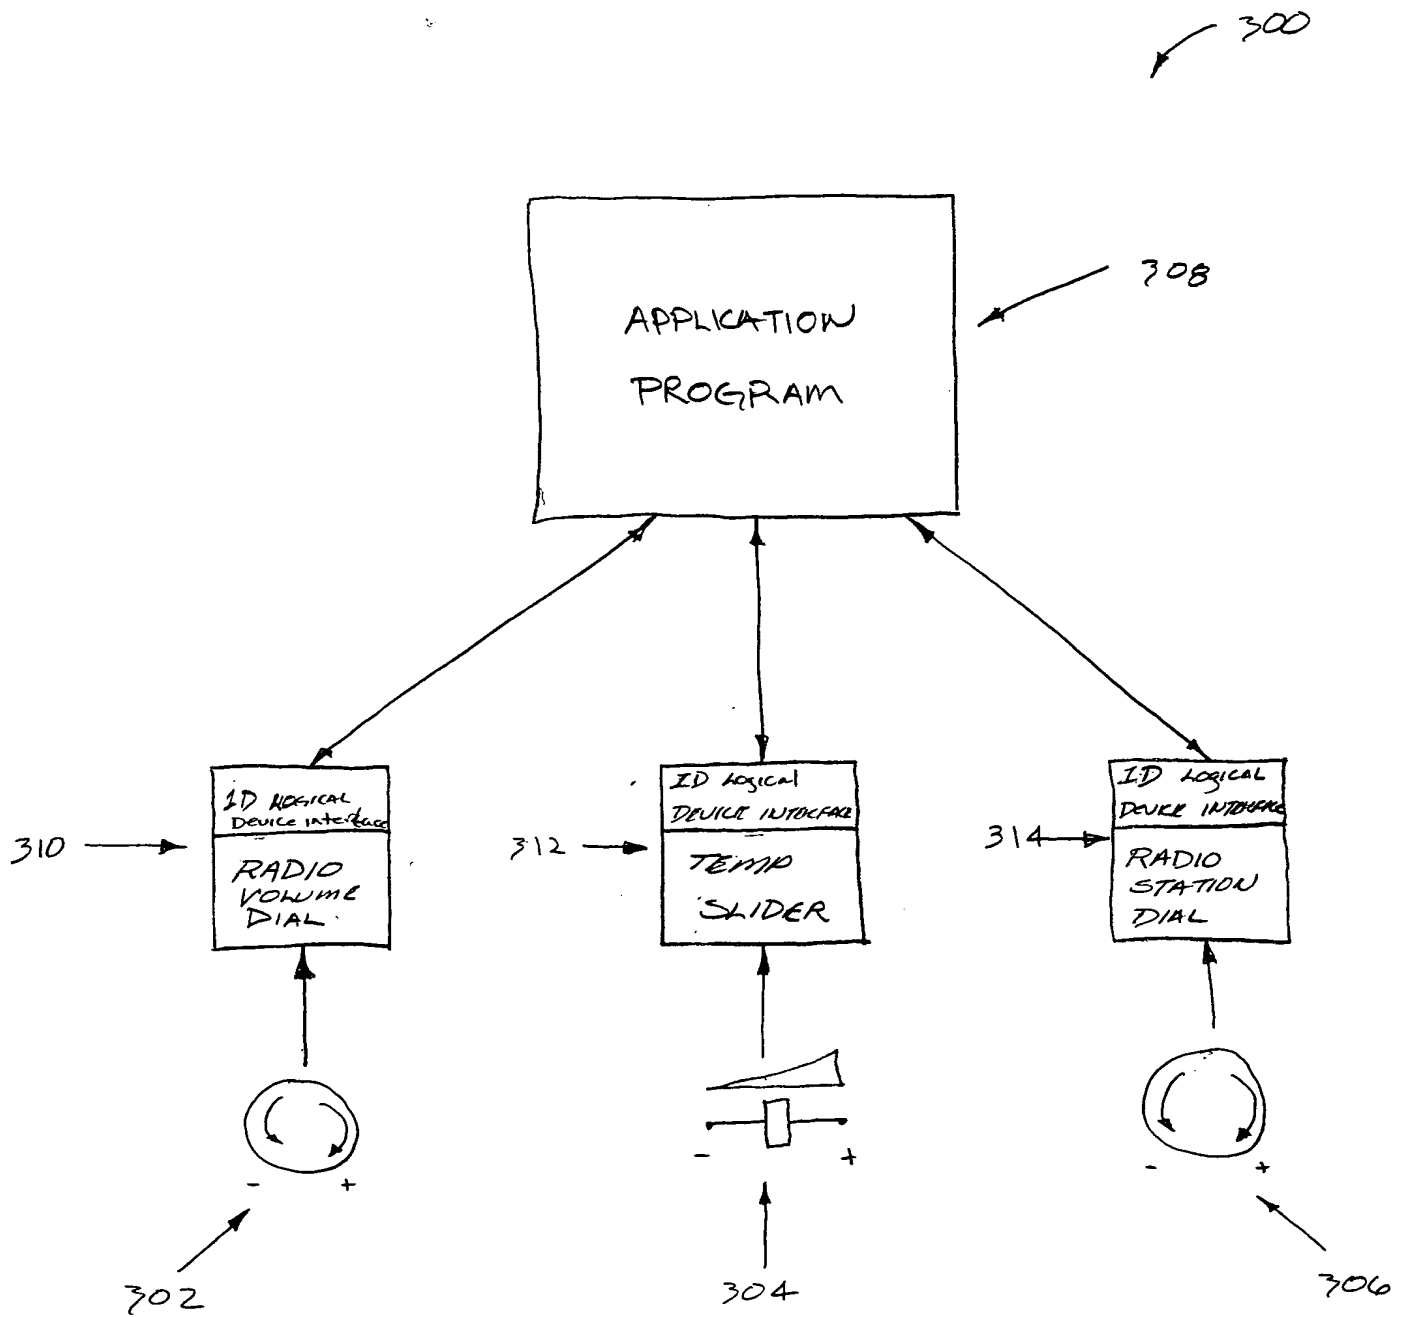 300
308
APPLICATION
PROGRAM
1D LOGICAL
DEVICE INTERFACE
310
RADIO
VOLUME
DIAL
1D LOGICAL
DEVICE INTERFACE
312
TEMP
SLIDER
1D LOGICAL
DEVICE INTERFACE
314
RADIO
STATION
DIAL
- +
- +
- +
302
304
306